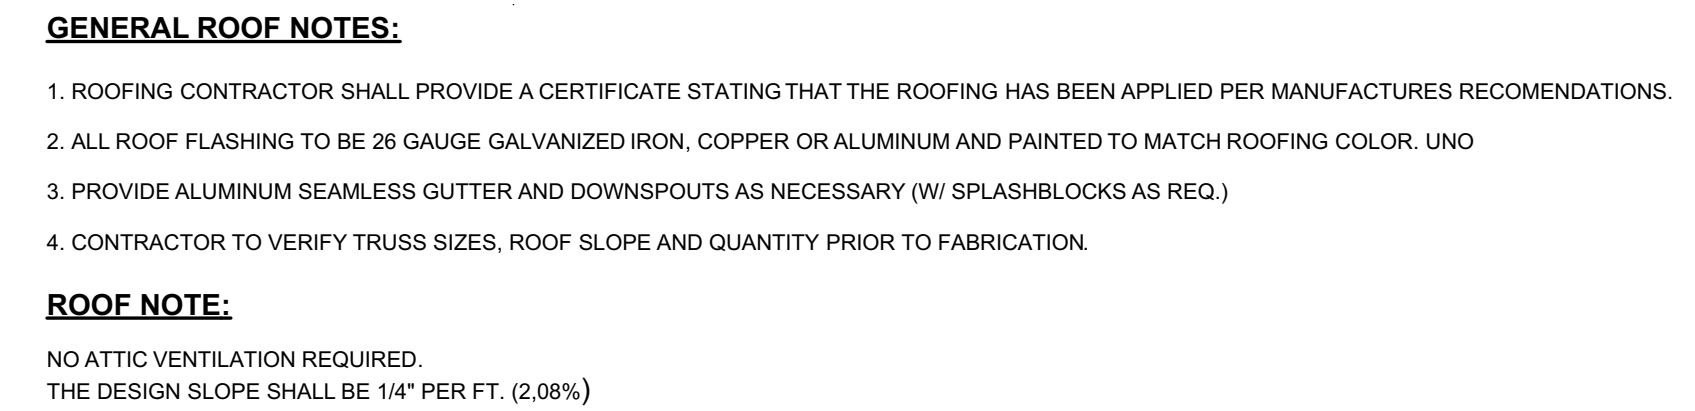 GENERAL ROOF NOTES:
1. ROOFING CONTRACTOR SHALL PROVIDE A CERTIFICATE STATING THAT THE ROOFING HAS BEEN APPLIED PER MANUFACTURES RECOMENDATIONS.
2. ALL ROOF FLASHING TO BE 26 GAUGE GALVANIZED IRON, COPPER OR ALUMINUM AND PAINTED TO MATCH ROOFING COLOR. UNO
3. PROVIDE ALUMINUM SEAMLESS GUTTER AND DOWNSPOUTS AS NECESSARY (W/ SPLASHBLOCKS AS REQ.)
4. CONTRACTOR TO VERIFY TRUSS SIZES, ROOF SLOPE AND QUANTITY PRIOR TO FABRICATION.
ROOF NOTE:
NO ATTIC VENTILATION REQUIRED.
THE DESIGN SLOPE SHALL BE 1/4" PER FT. (2,08%)